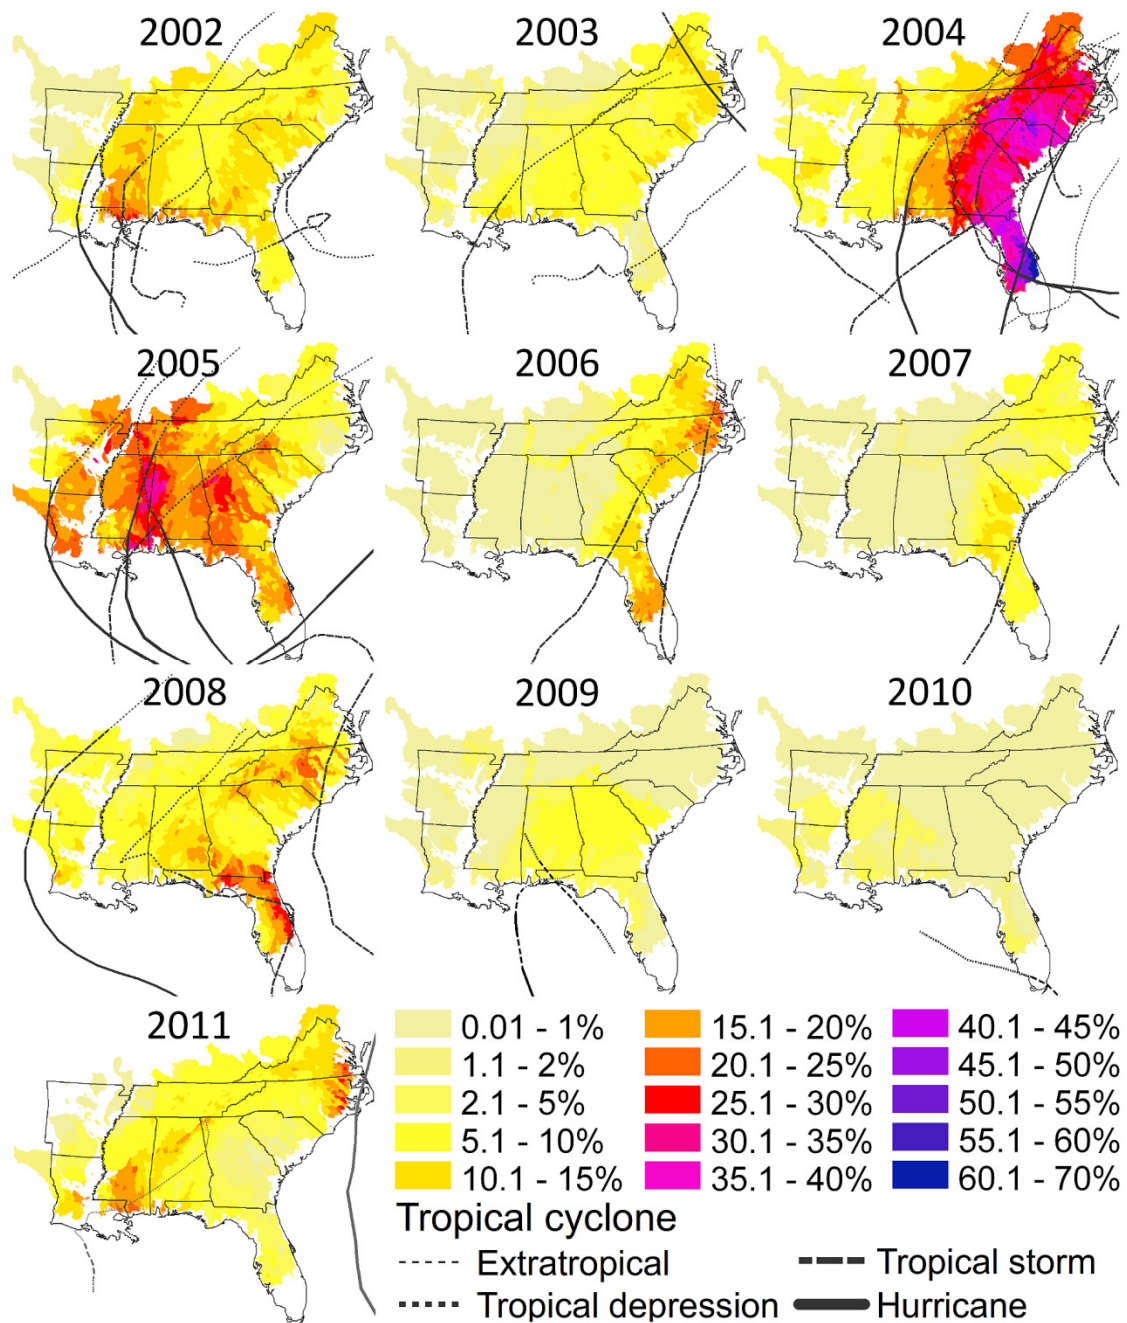 2002 2003 2004
2005 2006 2007
2008 2009 2010
2011
0.01 - 1% 15.1 - 20% 40.1 - 45%
1.1 - 2% 20.1 - 25% 45.1 - 50%
2.1 - 5% 25.1 - 30% 50.1 - 55%
5.1 - 10% 30.1 - 35% 55.1 - 60%
10.1 - 15% 35.1 - 40% 60.1 - 70%
Tropical cyclone
Extratropical Tropical storm
Tropical depression Hurricane